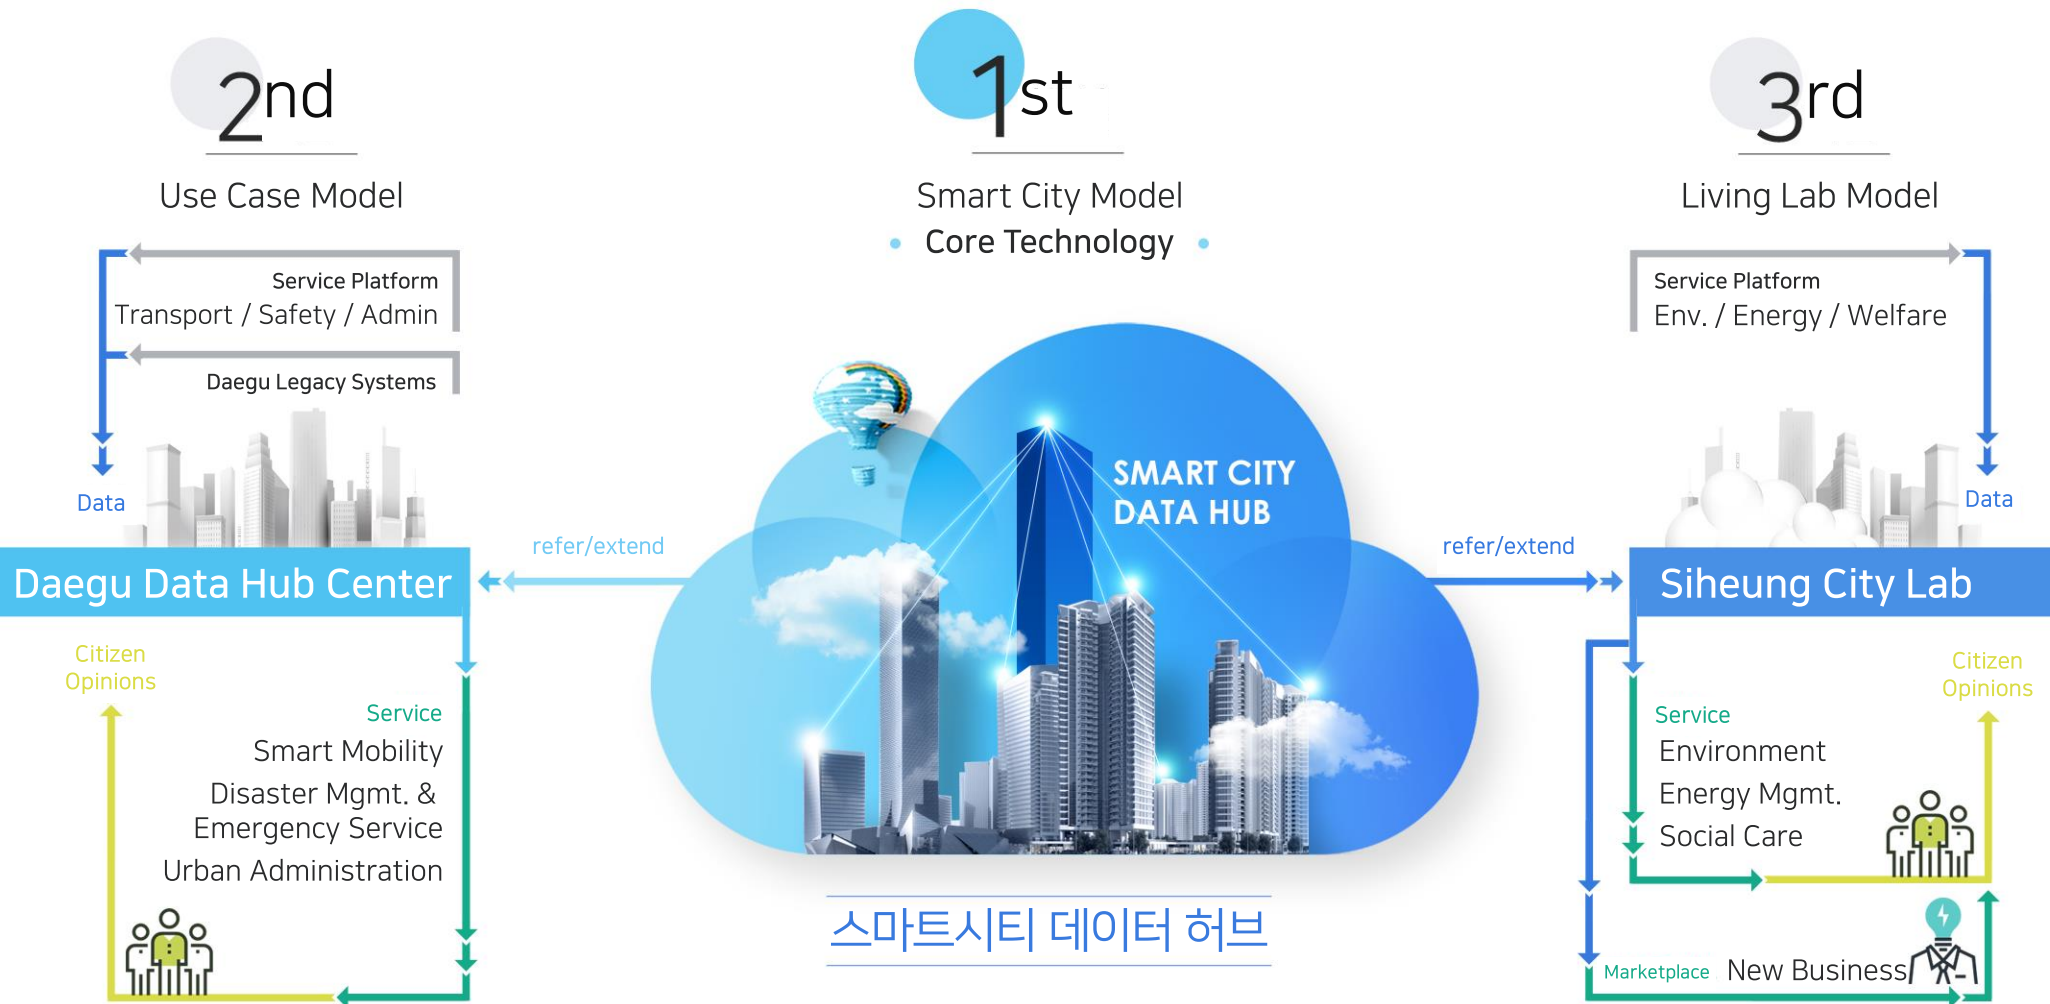 2nd
Use Case Model
Service Platform
Transport / Safety / Admin
Daegu Legacy Systems
Data
Daegu Data Hub Center
Citizen
Opinions
Service
Smart Mobility
Disaster Mgmt. &
Emergency Service
Urban Administration
1st
Smart City Model
• Core Technology •
SMART CITY
DATA HUB
refer/extend
refer/extend
스마트시티 데이터 허브
3rd
Living Lab Model
Service Platform
Env. / Energy / Welfare
Data
Siheung City Lab
Citizen
Opinions
Service
Environment
Energy Mgmt.
Social Care
Marketplace New Business